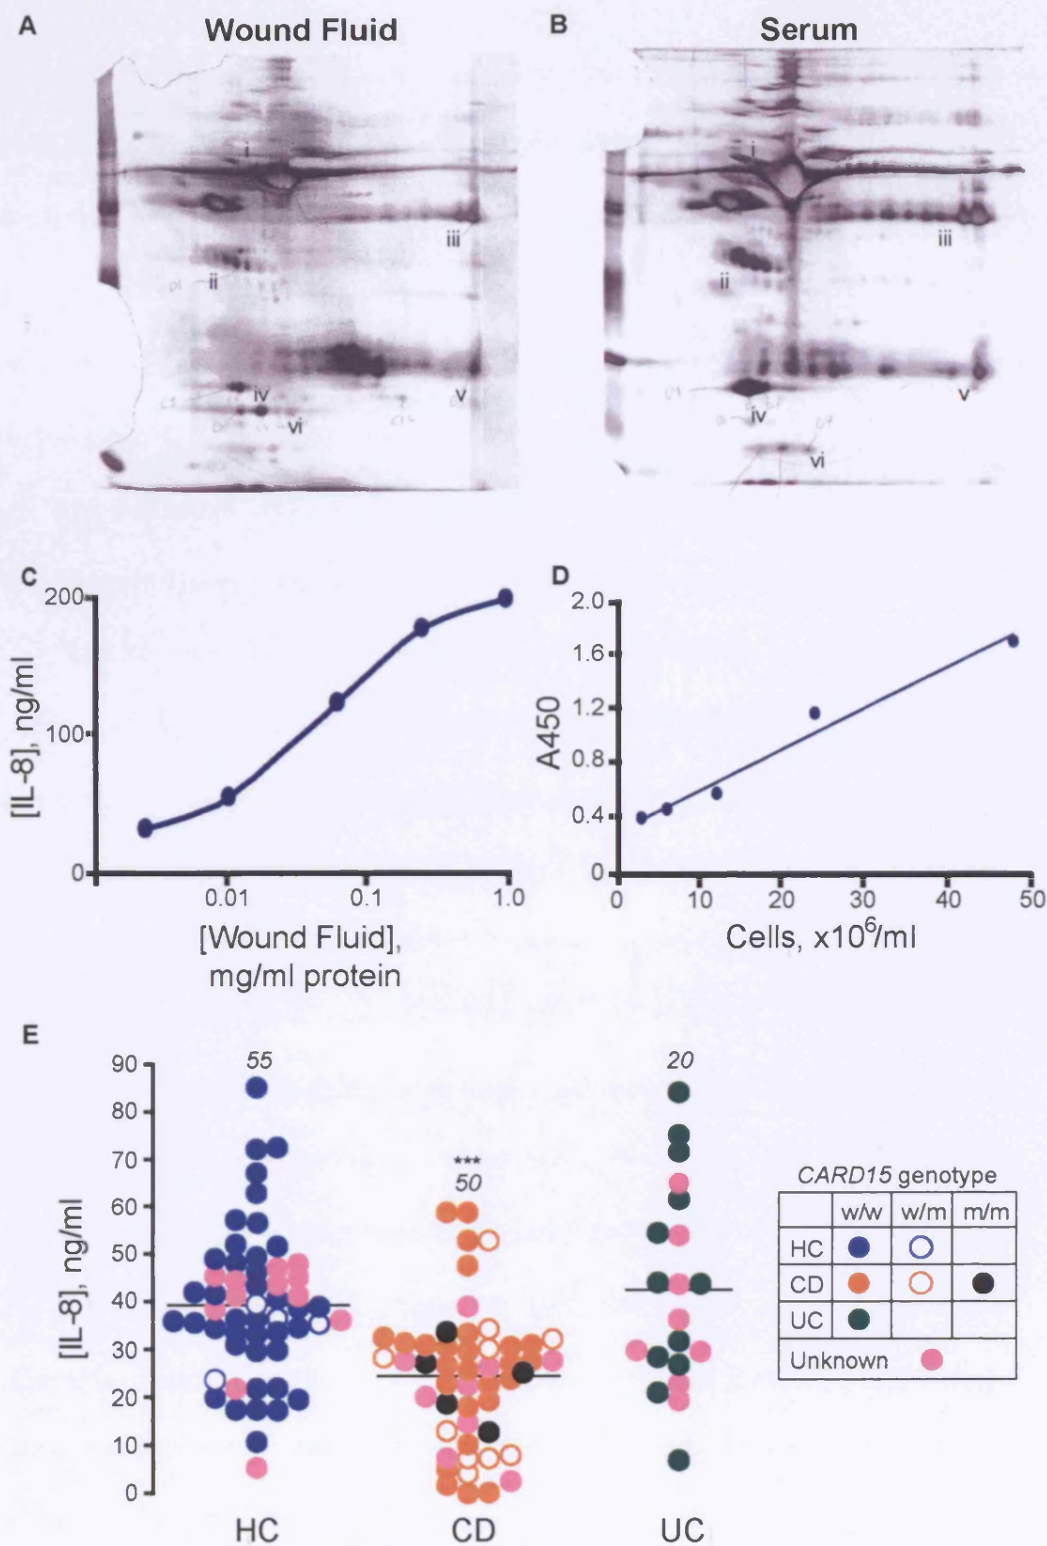 A
Wound Fluid
B
Serum
i
i
iii
iii
ii
ii
iv
v
iv
v
vi
vi
C
200
100
0
[IL-8], ng/ml
0.01
0.1
1.0
[Wound Fluid],
mg/ml protein
D
2.0
1.6
1.2
0.8
0.4
0
A450
0
10
20
30
40
50
Cells, x10⁶/ml
E
90
80
70
60
50
40
30
20
10
0
[IL-8], ng/ml
55
***
50
20
HC
CD
UC
CARD15 genotype
w/w w/m m/m
HC
CD
UC
Unknown